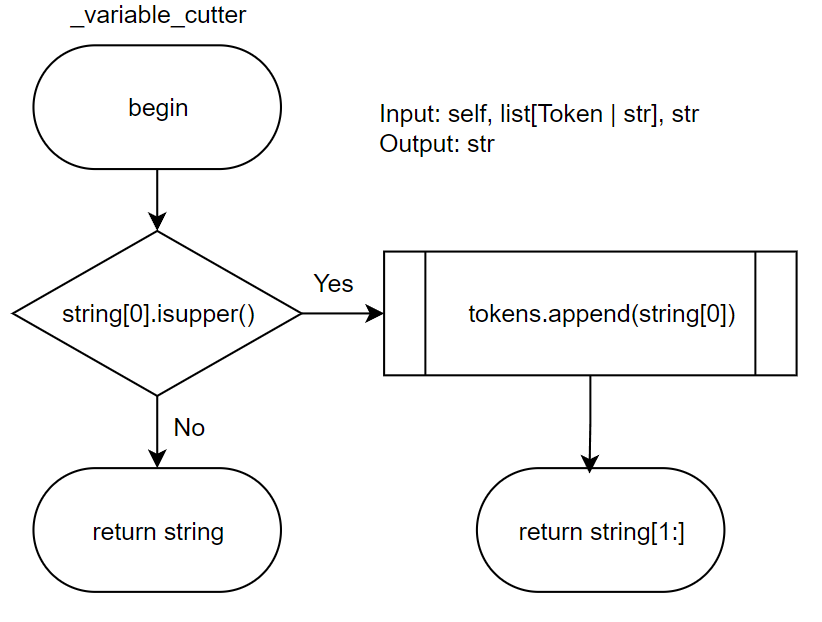 _variable_cutter
begin
Input: self, list[Token | str], str
Output: str
string[0].isupper()
Yes
tokens.append(string[0])
No
return string
return string[1:]